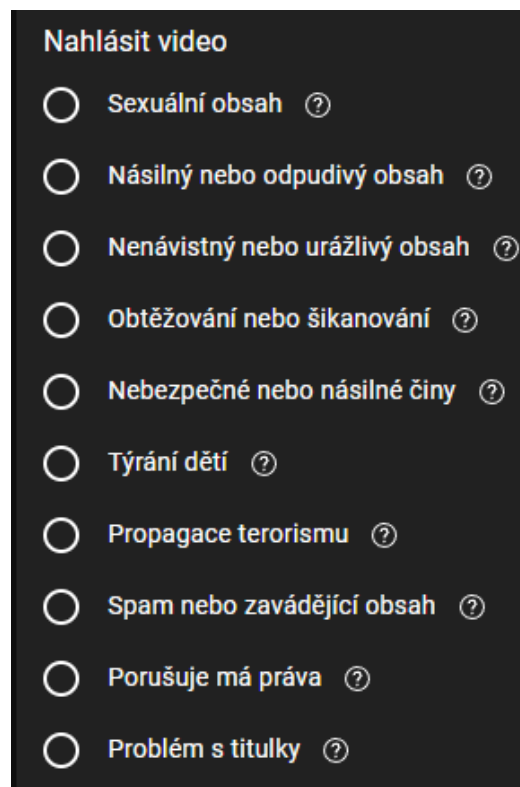 Nahlásit video
Sexuální obsah
Násilný nebo odpudivý obsah
Nenávistný nebo urážlivý obsah
Obtěžování nebo šikanování
Nebezpečné nebo násilné činy
Týrání dětí
Propagace terorismu
Spam nebo zavádějící obsah
Porušuje má práva
Problém s titulky